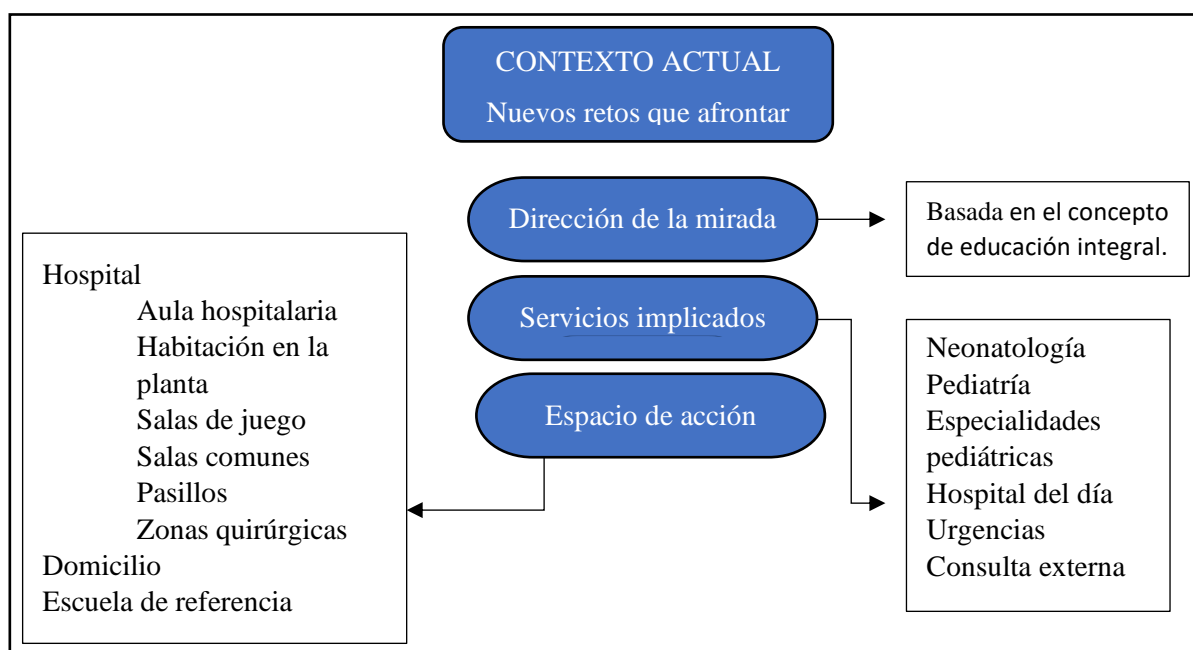 CONTEXTO ACTUAL
Nuevos retos que afrontar
Dirección de la mirada
Basada en el concepto
de educación integral.
Servicios implicados
Neonatología
Pediatría
Especialidades
pediátricas
Hospital del día
Urgencias
Consulta externa
Espacio de acción
Hospital
Aula hospitalaria
Habitación en la
planta
Salas de juego
Salas comunes
Pasillos
Zonas quirúrgicas
Domicilio
Escuela de referencia